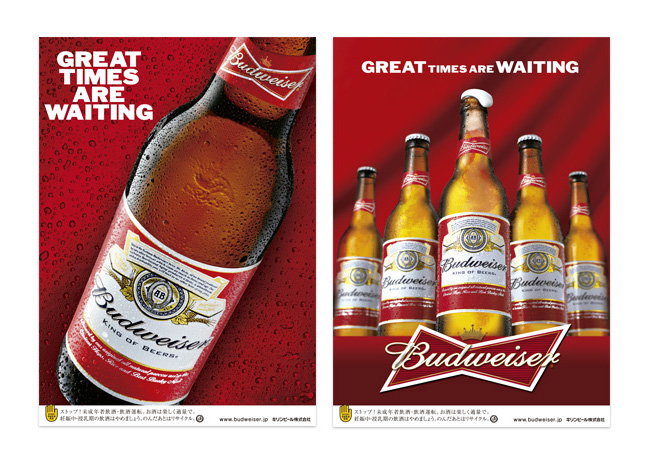 GREAT
TIMES
ARE
WAITING
Budweiser
AB
Budweiser
KING OF BEERS®
ストップ!未成年者飲酒・飲酒運転。お酒は楽しく適量で。
妊娠中・授乳期の飲酒はやめましょう。のんだあとはリサイクル。
www.budweiser.jp キリンビール株式会社
GREAT TIMES ARE WAITING
Budweiser
Budweiser
Budweiser
Budweiser
KING OF BEERS
Budweiser
Budweiser
Budweiser
ストップ!未成年者飲酒・飲酒運転。お酒は楽しく適量で。
妊娠中・授乳期の飲酒はやめましょう。のんだあとはリサイクル。
www.budweiser.jp キリンビール株式会社